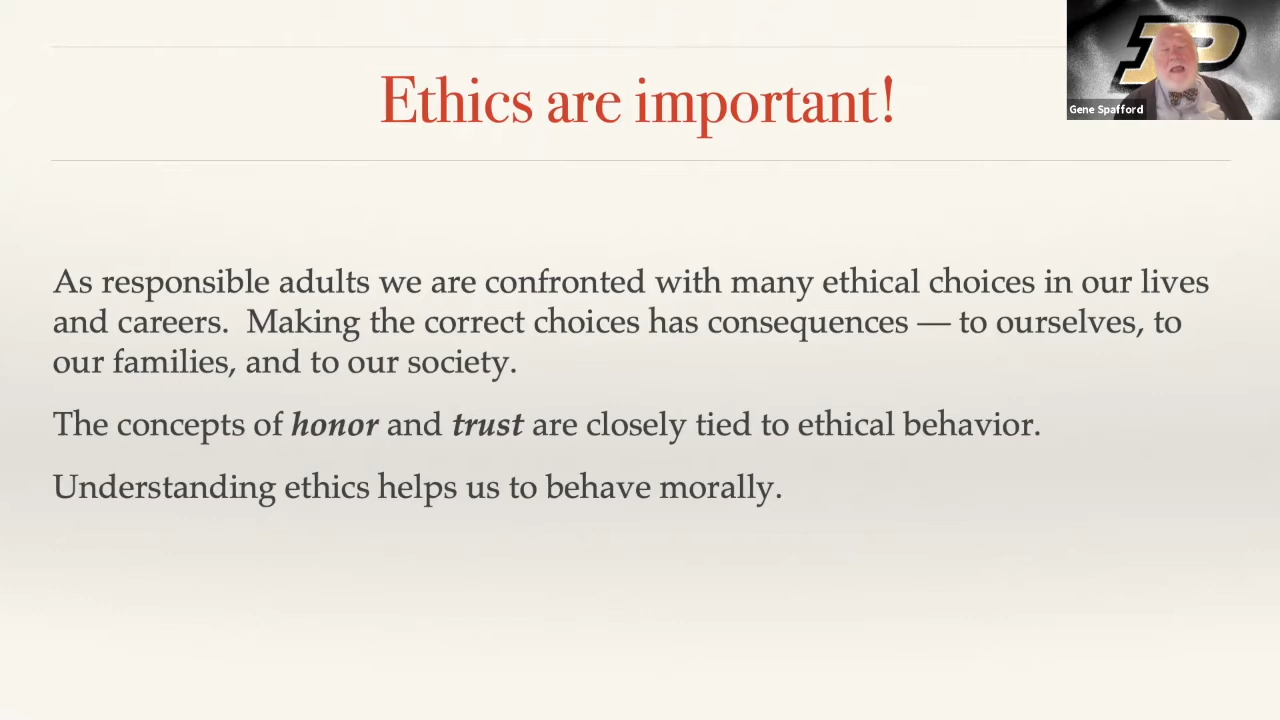 Ethics are important!
Gene Spafford
As responsible adults we are confronted with many ethical choices in our lives
and careers.  Making the correct choices has consequences — to ourselves, to
our families, and to our society.
The concepts of honor and trust are closely tied to ethical behavior.
Understanding ethics helps us to behave morally.